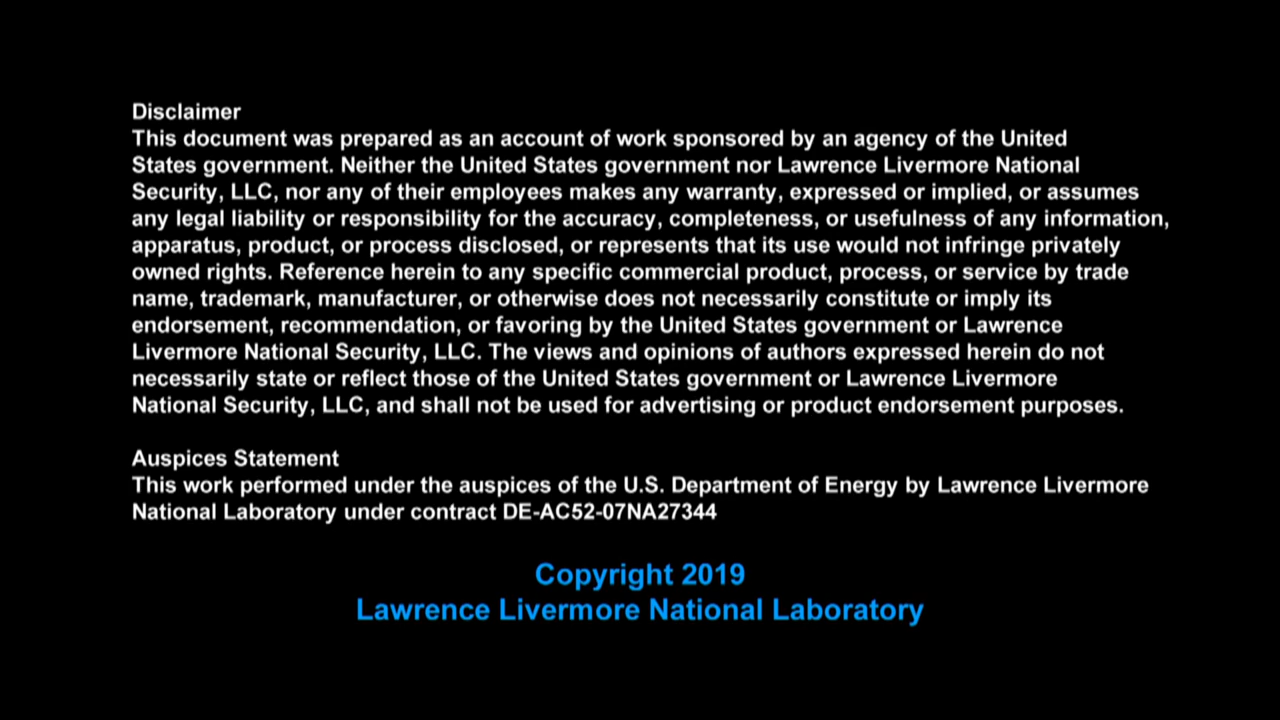 Disclaimer
This document was prepared as an account of work sponsored by an agency of the United
States government. Neither the United States government nor Lawrence Livermore National
Security, LLC, nor any of their employees makes any warranty, expressed or implied, or assumes
any legal liability or responsibility for the accuracy, completeness, or usefulness of any information,
apparatus, product, or process disclosed, or represents that its use would not infringe privately
owned rights. Reference herein to any specific commercial product, process, or service by trade
name, trademark, manufacturer, or otherwise does not necessarily constitute or imply its
endorsement, recommendation, or favoring by the United States government or Lawrence
Livermore National Security, LLC. The views and opinions of authors expressed herein do not
necessarily state or reflect those of the United States government or Lawrence Livermore
National Security, LLC, and shall not be used for advertising or product endorsement purposes.
Auspices Statement
This work performed under the auspices of the U.S. Department of Energy by Lawrence Livermore
National Laboratory under contract DE-AC52-07NA27344
Copyright 2019
Lawrence Livermore National Laboratory